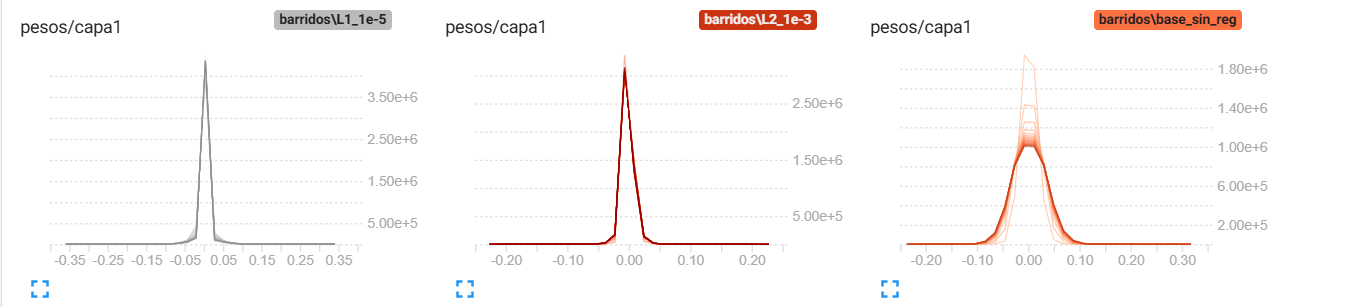 barridos\L1_1e-5
pesos/capa1
3.50e+6
2.50e+6
1.50e+6
5.00e+5
-0.35 -0.25 -0.15 -0.05 0.05 0.15 0.25 0.35
barridos\L2_1e-3
pesos/capa1
2.50e+6
1.50e+6
5.00e+5
-0.20 -0.10 0.00 0.10 0.20
barridos\base_sin_reg
pesos/capa1
1.80e+6
1.40e+6
1.00e+6
6.00e+5
2.00e+5
-0.20 -0.10 0.00 0.10 0.20 0.30